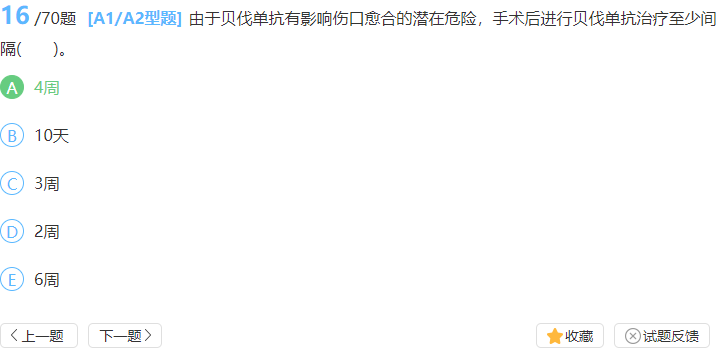 16 /70题 [A1/A2型题] 由于贝伐单抗有影响伤口愈合的潜在危险，手术后进行贝伐单抗治疗至少间
隔(　　)。
A 4周
B 10天
C 3周
D 2周
E 6周
上一题 下一题 收藏 试题反馈